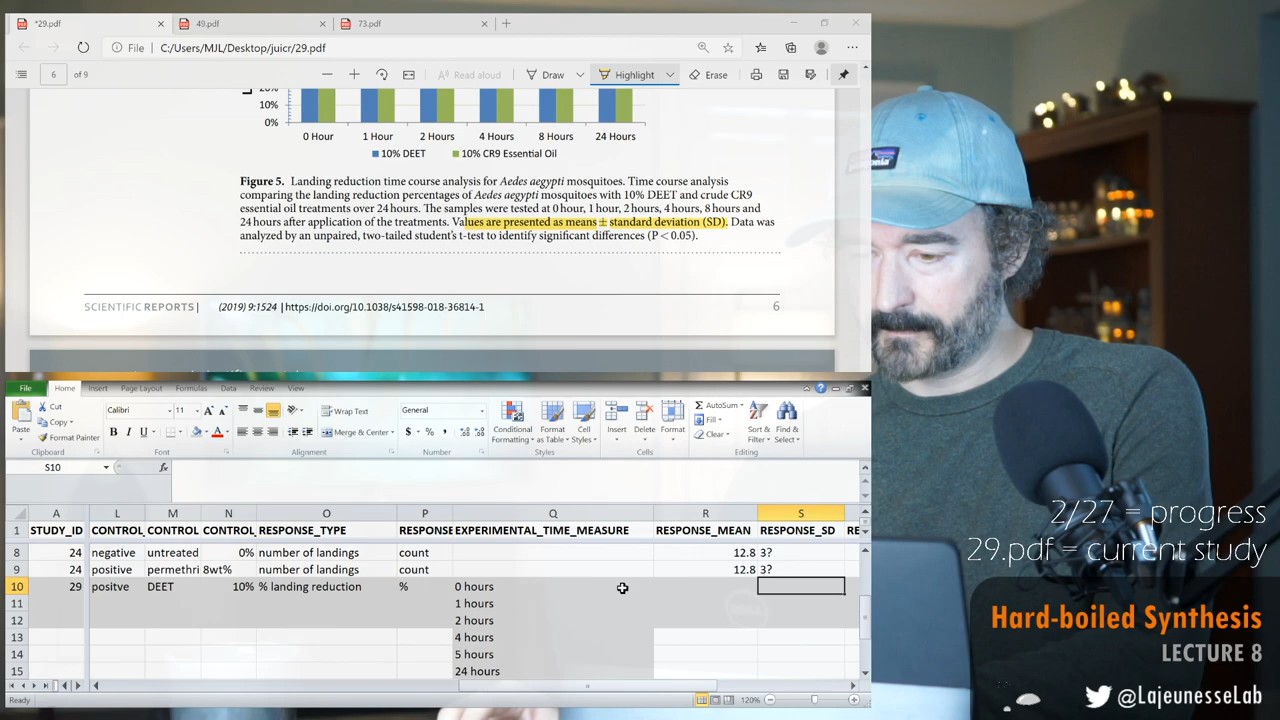 *29.pdf
49.pdf
73.pdf
File C:/Users/MJL/Desktop/juicr/29.pdf
6 of 9
Read aloud
Draw
Highlight
Erase
10%
0%
0 Hour 1 Hour 2 Hours 4 Hours 8 Hours 24 Hours
10% DEET 10% CR9 Essential Oil
Figure 5. Landing reduction time course analysis for Aedes aegypti mosquitoes. Time course analysis
comparing the landing reduction percentages of Aedes aegypti mosquitoes with 10% DEET and crude CR9
essential oil treatments over 24 hours. The samples were tested at 0 hour, 1 hour, 2 hours, 4 hours, 8 hours and
24 hours after application of the treatments. Values are presented as means ± standard deviation (SD). Data was
analyzed by an unpaired, two-tailed student's t-test to identify significant differences (P < 0.05).
SCIENTIFIC REPORTS | (2019) 9:1524 | https://doi.org/10.1038/s41598-018-36814-1 6
File Home Insert Page Layout Formulas Data Review View
Paste
Cut
Copy
Format Painter
Clipboard
Calibri 11
B I U
Font
Wrap Text
Merge & Center
Alignment
General
$ % ,
Number
Conditional Formatting
Format as Table
Cell Styles
Styles
Insert Delete Format
Cells
AutoSum
Fill
Clear
Sort & Filter
Find & Select
Editing
S10 fx
A L M N O P Q R S
1 STUDY_ID CONTROL_ CONTROL CONTROL_ RESPONSE_TYPE RESPONSE EXPERIMENTAL_TIME_MEASURE RESPONSE_MEAN RESPONSE_SD RE
8 24 negative untreated 0% number of landings count 12.8 3?
9 24 positive permethri 8wt% number of landings count 12.8 3?
10 29 positve DEET 10% % landing reduction % 0 hours
11 1 hours
12 2 hours
13 4 hours
14 5 hours
15 24 hours
Ready 120%
2/27 = progress
29.pdf = current study
Hard-boiled Synthesis
LECTURE 8
@LajeunesseLab